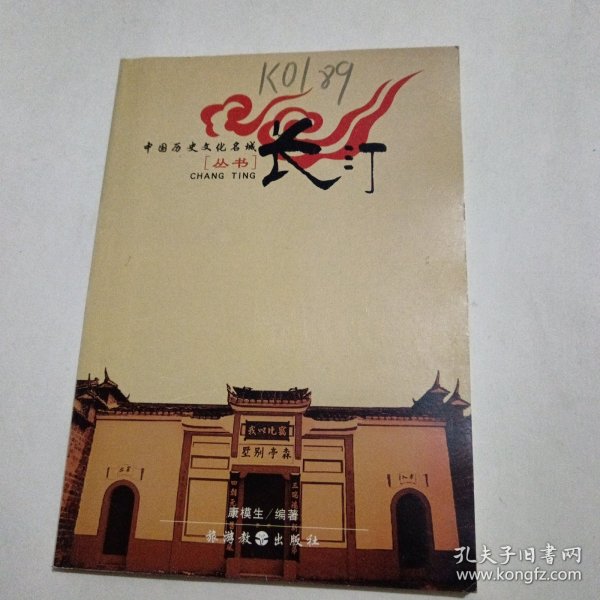 K0189
中国历史文化名城
[丛书]
CHANG TING
长汀
森亭别墅
康模生/编著
旅游教出版社
孔夫子旧书网
www.kongfz.com